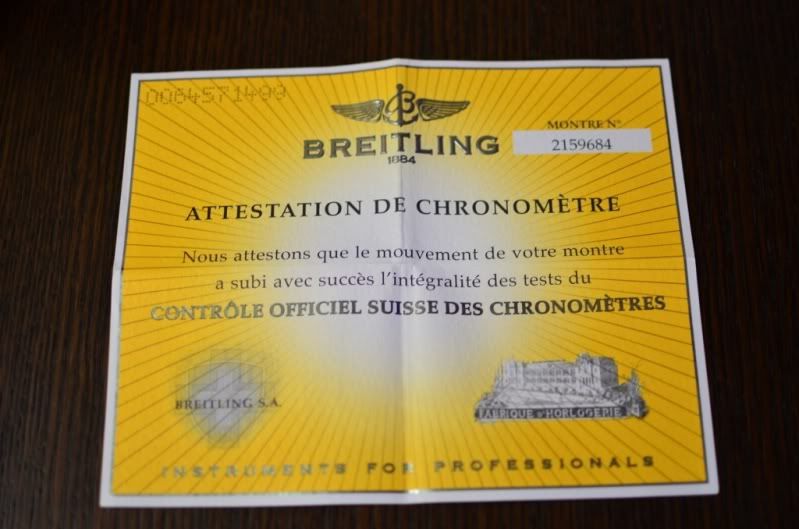 D064571499
BREITLING
1884
MONTRE N°
2159684
ATTESTATION DE CHRONOMÈTRE
Nous attestons que le mouvement de votre montre
a subi avec succès l'intégralité des tests du
CONTRÔLE OFFICIEL SUISSE DES CHRONOMÈTRES
BREITLING S.A.
FABRIQUE D'HORLOGERIE
INSTRUMENTS FOR PROFESSIONALS